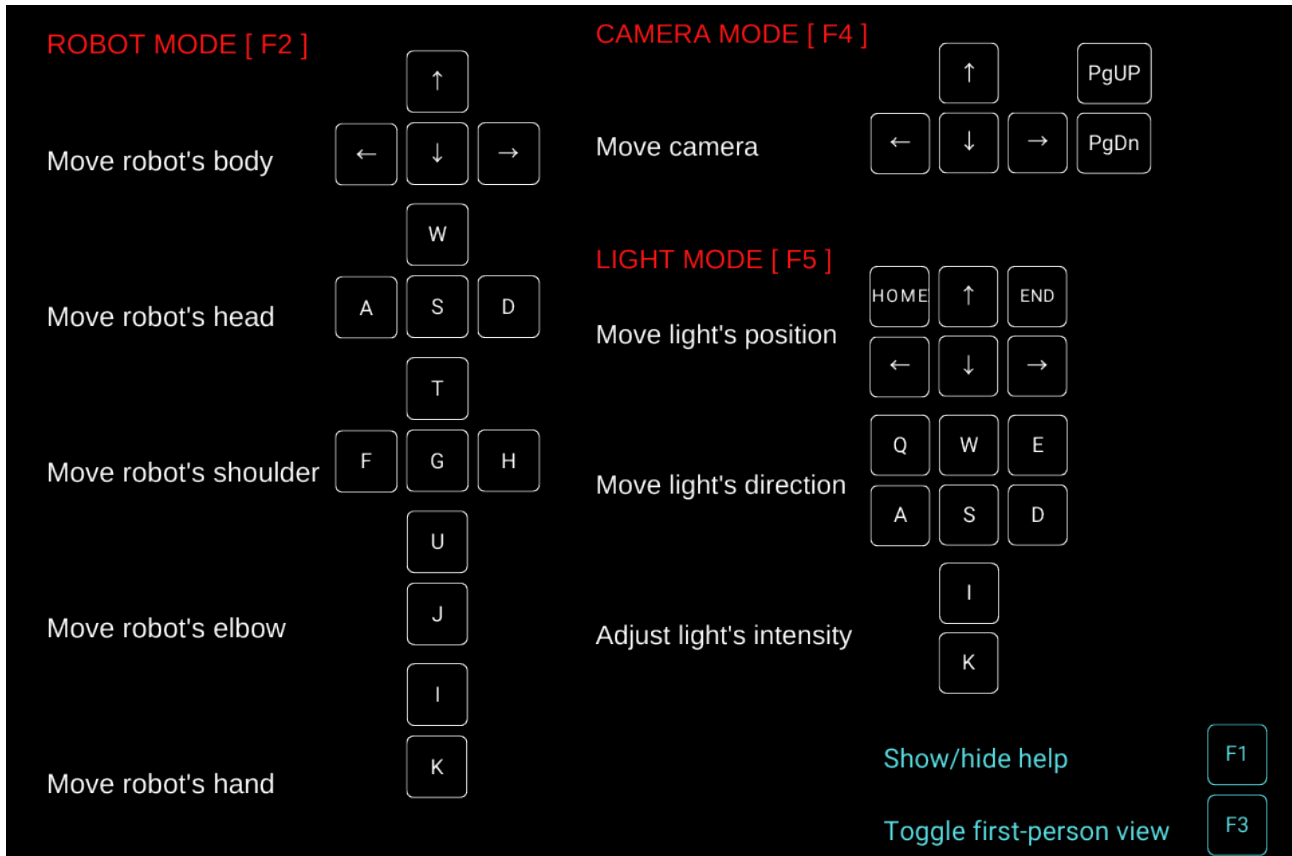 ROBOT MODE [ F2 ]
↑
Move robot's body ← ↓ →
W
Move robot's head A S D
T
Move robot's shoulder F G H
U
Move robot's elbow J
I
Move robot's hand K
CAMERA MODE [ F4 ]
↑ PgUP
Move camera ← ↓ → PgDn
LIGHT MODE [ F5 ]
HOME ↑ END
Move light's position
← ↓ →
Q W E
Move light's direction
A S D
I
Adjust light's intensity
K
Show/hide help F1
Toggle first-person view F3